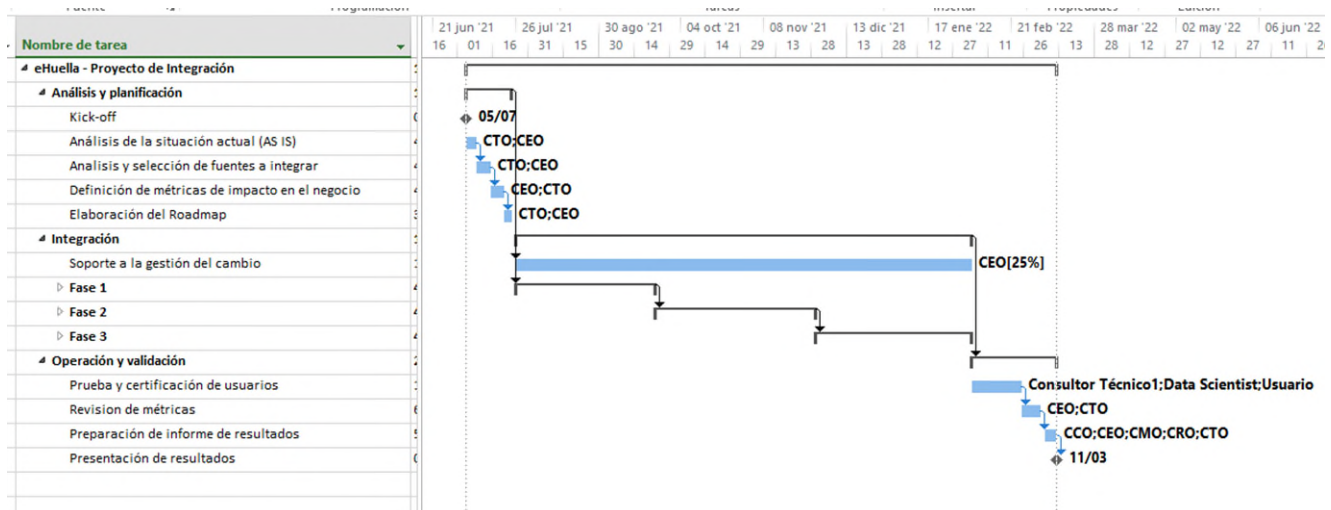 21 jun '21 26 jul '21 30 ago '21 04 oct '21 08 nov '21 13 dic '21 17 ene '22 21 feb '22 28 mar '22 02 may '22 06 jun '22
Nombre de tarea
16 01 16 31 15 30 14 29 14 29 13 28 13 28 12 27 11 26 13 28 12 27 12 27 11
eHuella - Proyecto de Integración
Análisis y planificación
Kick-off 05/07
Análisis de la situación actual (AS IS) CTO;CEO
Analisis y selección de fuentes a integrar CTO;CEO
Definición de métricas de impacto en el negocio CEO;CTO
Elaboración del Roadmap CTO;CEO
Integración
Soporte a la gestión del cambio CEO[25%]
Fase 1
Fase 2
Fase 3
Operación y validación
Prueba y certificación de usuarios Consultor Técnico1;Data Scientist;Usuario
Revision de métricas CEO;CTO
Preparación de informe de resultados CCO;CEO;CMO;CRO;CTO
Presentación de resultados 11/03